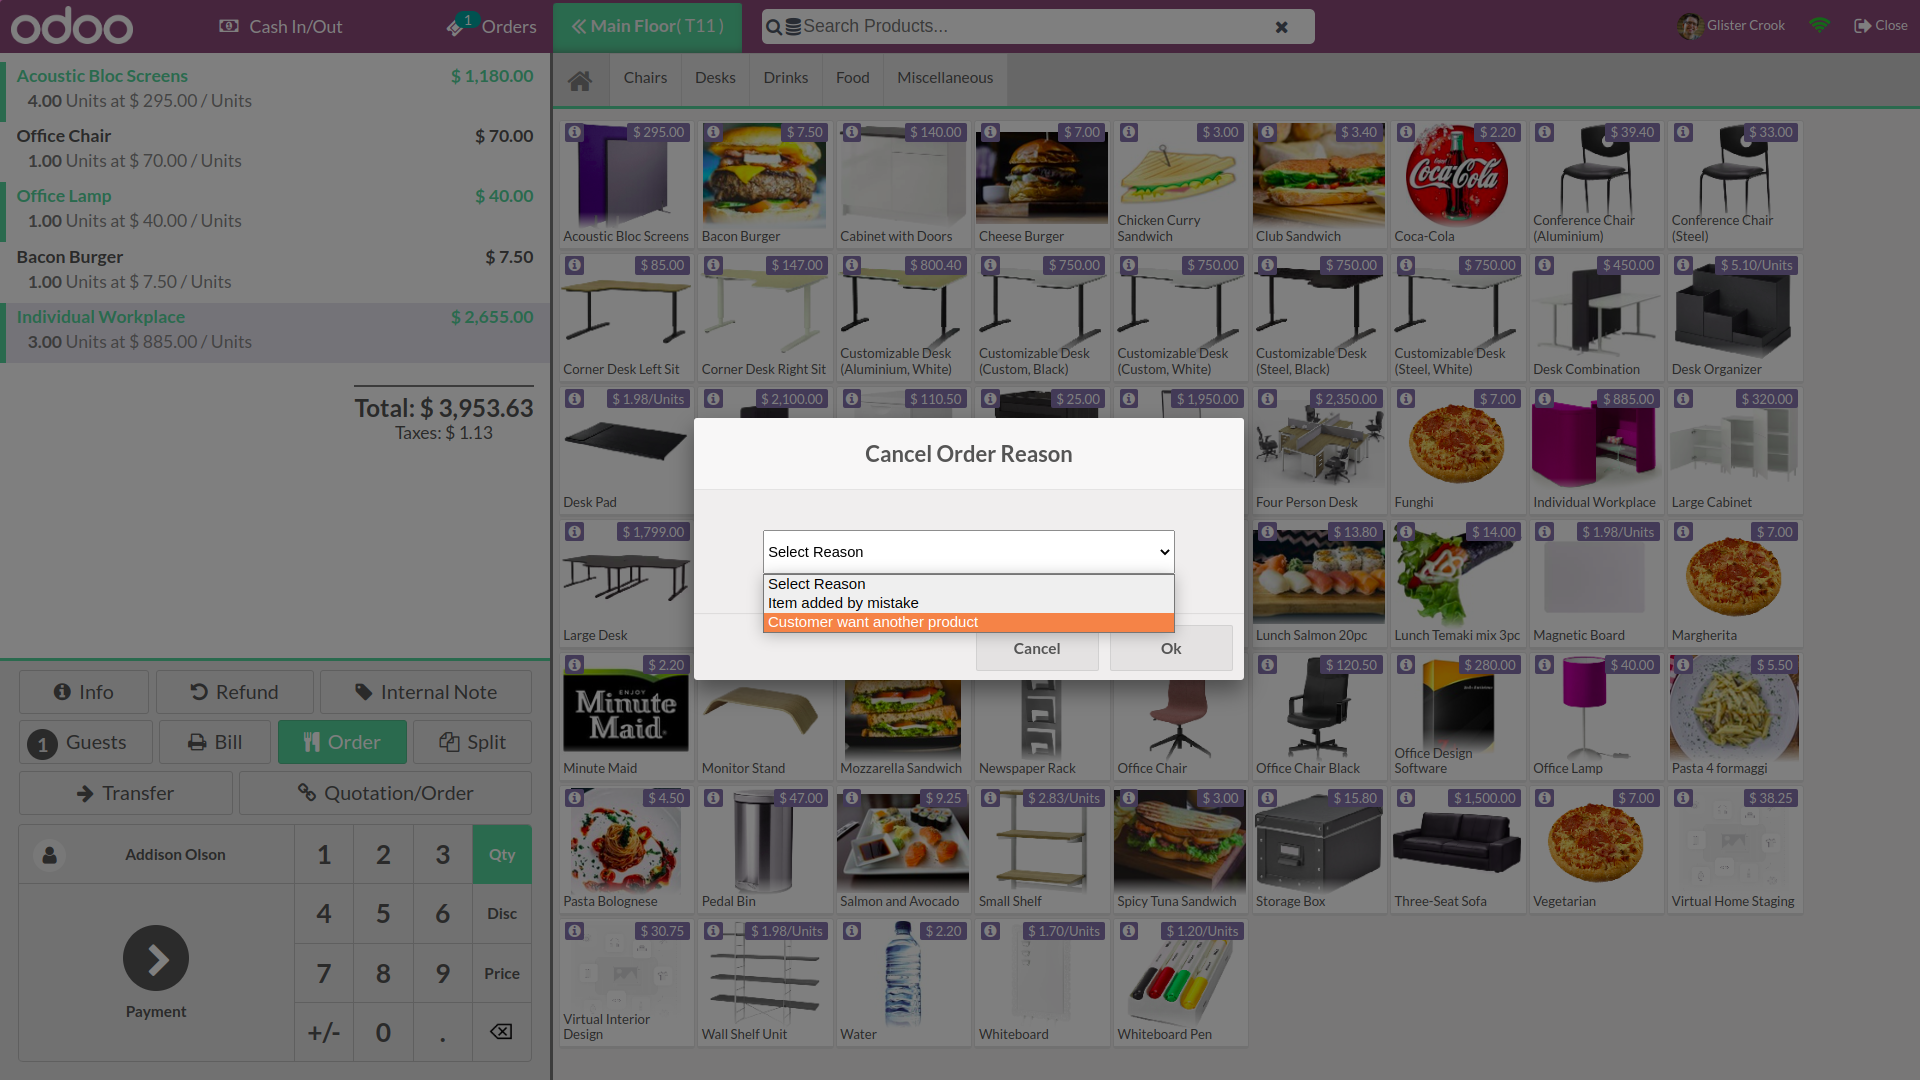 odoo
Cash In/Out
1
Orders
Main Floor( T11 )
Search Products...
Glister Crook
Close
Acoustic Bloc Screens
$ 1,180.00
4.00 Units at $ 295.00 / Units
Office Chair
$ 70.00
1.00 Units at $ 70.00 / Units
Office Lamp
$ 40.00
1.00 Units at $ 40.00 / Units
Bacon Burger
$ 7.50
1.00 Units at $ 7.50 / Units
Individual Workplace
$ 2,655.00
3.00 Units at $ 885.00 / Units
Total: $ 3,953.63
Taxes: $ 1.13
Info
Refund
Internal Note
1 Guests
Bill
Order
Split
Transfer
Quotation/Order
Addison Olson
1
2
3
Qty
4
5
6
Disc
7
8
9
Price
+/-
0
.
Payment
Chairs
Desks
Drinks
Food
Miscellaneous
$ 295.00
Acoustic Bloc Screens
$ 7.50
Bacon Burger
$ 140.00
Cabinet with Doors
$ 7.00
Cheese Burger
$ 3.00
Chicken Curry
Sandwich
$ 3.40
Club Sandwich
$ 2.20
Coca-Cola
Coca-Cola
$ 39.40
Conference Chair
(Aluminium)
$ 33.00
Conference Chair
(Steel)
$ 85.00
Corner Desk Left Sit
$ 147.00
Corner Desk Right Sit
$ 800.40
Customizable Desk
(Aluminium, White)
$ 750.00
Customizable Desk
(Custom, Black)
$ 750.00
Customizable Desk
(Custom, White)
$ 750.00
Customizable Desk
(Steel, Black)
$ 750.00
Customizable Desk
(Steel, White)
$ 450.00
Desk Combination
$ 5.10/Units
Desk Organizer
$ 1.98/Units
Desk Pad
$ 2,100.00
$ 110.50
$ 25.00
$ 1,950.00
$ 2,350.00
Four Person Desk
$ 7.00
Funghi
$ 885.00
Individual Workplace
$ 320.00
Large Cabinet
Cancel Order Reason
Select Reason
Select Reason
Item added by mistake
Customer want another product
Cancel
Ok
$ 1,799.00
Large Desk
$ 13.80
Lunch Salmon 20pc
$ 14.00
Lunch Temaki mix 3pc
$ 1.98/Units
Magnetic Board
$ 7.00
Margherita
$ 2.20
ENJOY
Minute
Maid
Minute Maid
Monitor Stand
Mozzarella Sandwich
Newspaper Rack
Office Chair
$ 120.50
Office Chair Black
$ 280.00
Office Design
Software
$ 40.00
Office Lamp
$ 5.50
Pasta 4 formaggi
$ 4.50
Pasta Bolognese
$ 47.00
Pedal Bin
$ 9.25
Salmon and Avocado
$ 2.83/Units
Small Shelf
$ 3.00
Spicy Tuna Sandwich
$ 15.80
Storage Box
$ 1,500.00
Three-Seat Sofa
$ 7.00
Vegetarian
$ 38.25
Virtual Home Staging
$ 30.75
Virtual Interior
Design
$ 1.98/Units
Wall Shelf Unit
$ 2.20
Water
$ 1.70/Units
Whiteboard
$ 1.20/Units
Whiteboard Pen